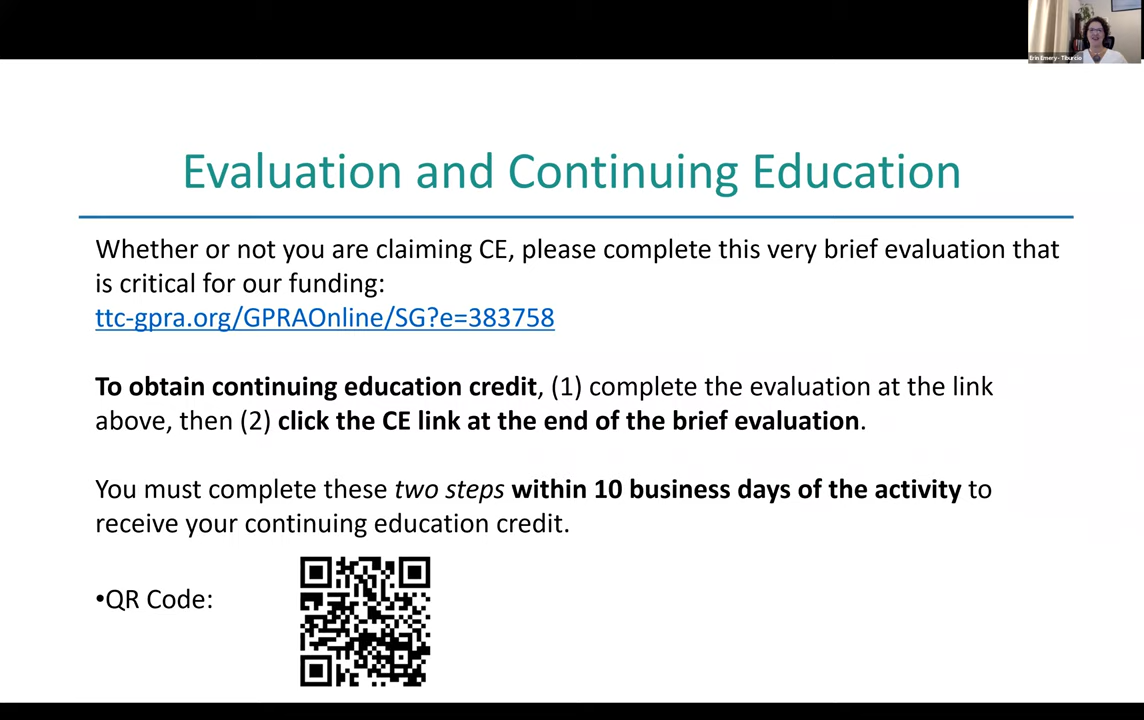 Erin Emery - Tiburcio
Evaluation and Continuing Education
Whether or not you are claiming CE, please complete this very brief evaluation that
is critical for our funding:
ttc-gpra.org/GPRAOnline/SG?e=383758
To obtain continuing education credit, (1) complete the evaluation at the link
above, then (2) click the CE link at the end of the brief evaluation.
You must complete these two steps within 10 business days of the activity to
receive your continuing education credit.
•QR Code: